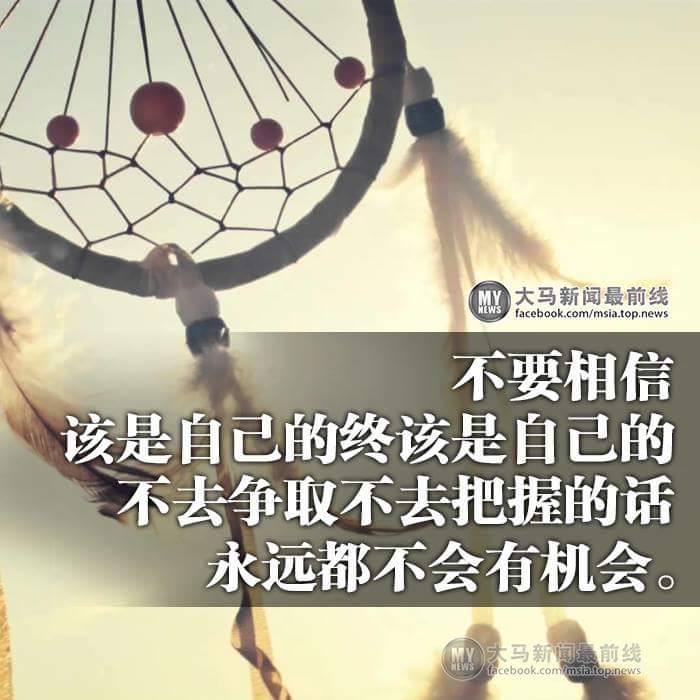 MY NEWS
大马新闻最前线
facebook.com/msia.top.news
不要相信
该是自己的终该是自己的
不去争取不去把握的话
永远都不会有机会。
MY NEWS
大马新闻最前线
facebook.com/msia.top.news